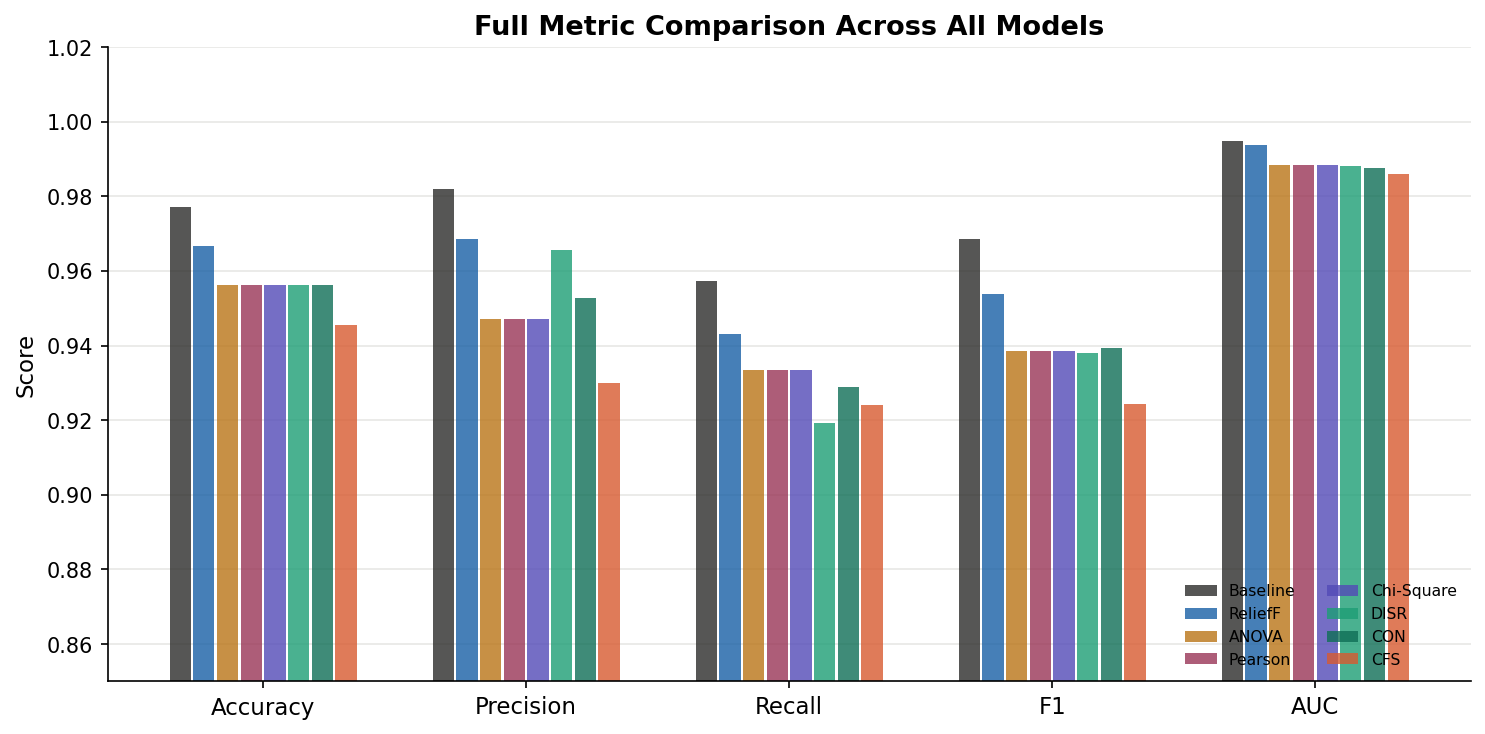 Full Metric Comparison Across All Models
1.02
1.00
0.98
0.96
0.94
0.92
0.90
0.88
0.86
Score
Accuracy
Precision
Recall
F1
AUC
Baseline
ReliefF
ANOVA
Pearson
Chi-Square
DISR
CON
CFS